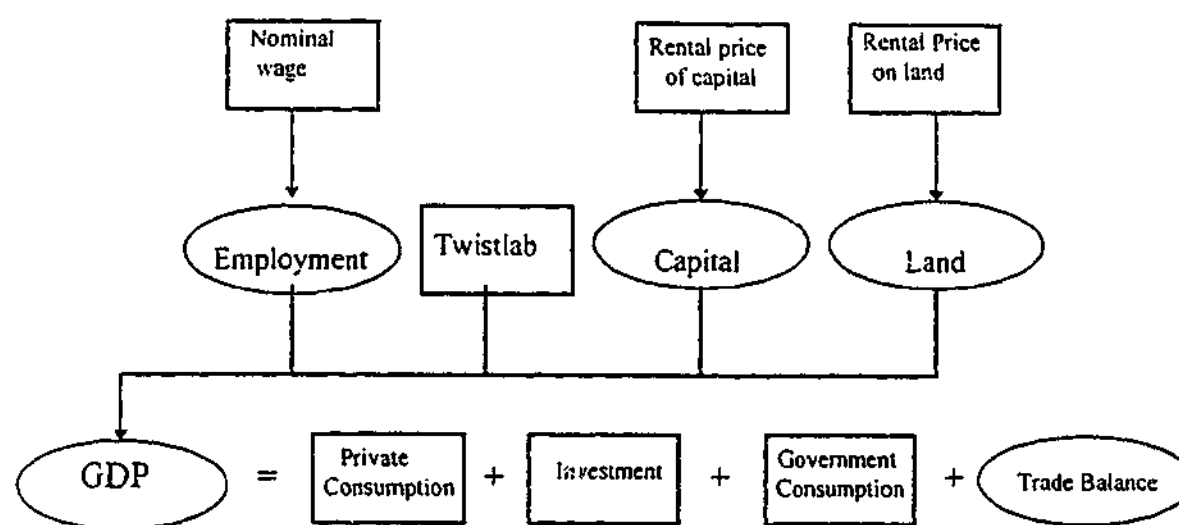 Nominal
wage
Rental price
of capital
Rental Price
on land
Employment
Twistlab
Capital
Land
GDP
=
Private
Consumption
+
Investment
+
Government
Consumption
+
Trade Balance